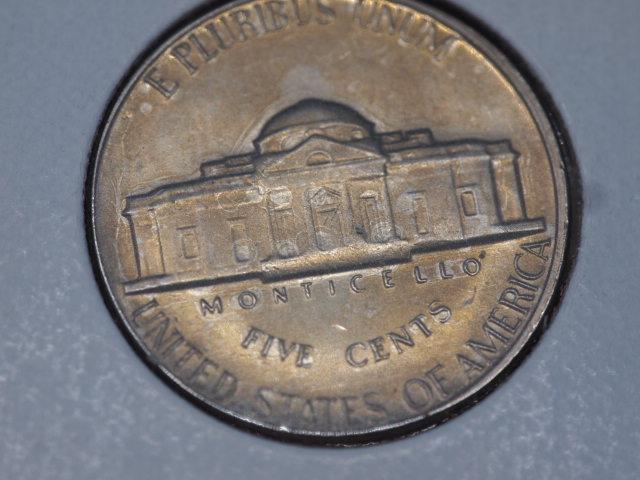 E PLURIBUS UNUM
MONTICELLO
FIVE CENTS
UNITED STATES OF AMERICA